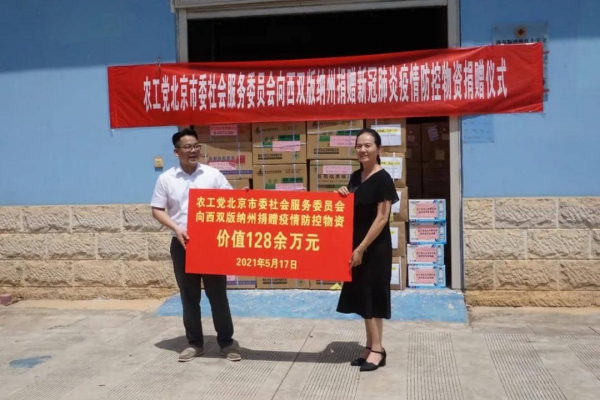 农工党北京市委社会服务委员会向西双版纳州捐赠新冠肺炎疫情防控物资捐赠仪式
农工党北京市委社会服务委员会
向西双版纳州捐赠疫情防控物资
价值128余万元
2021年5月17日